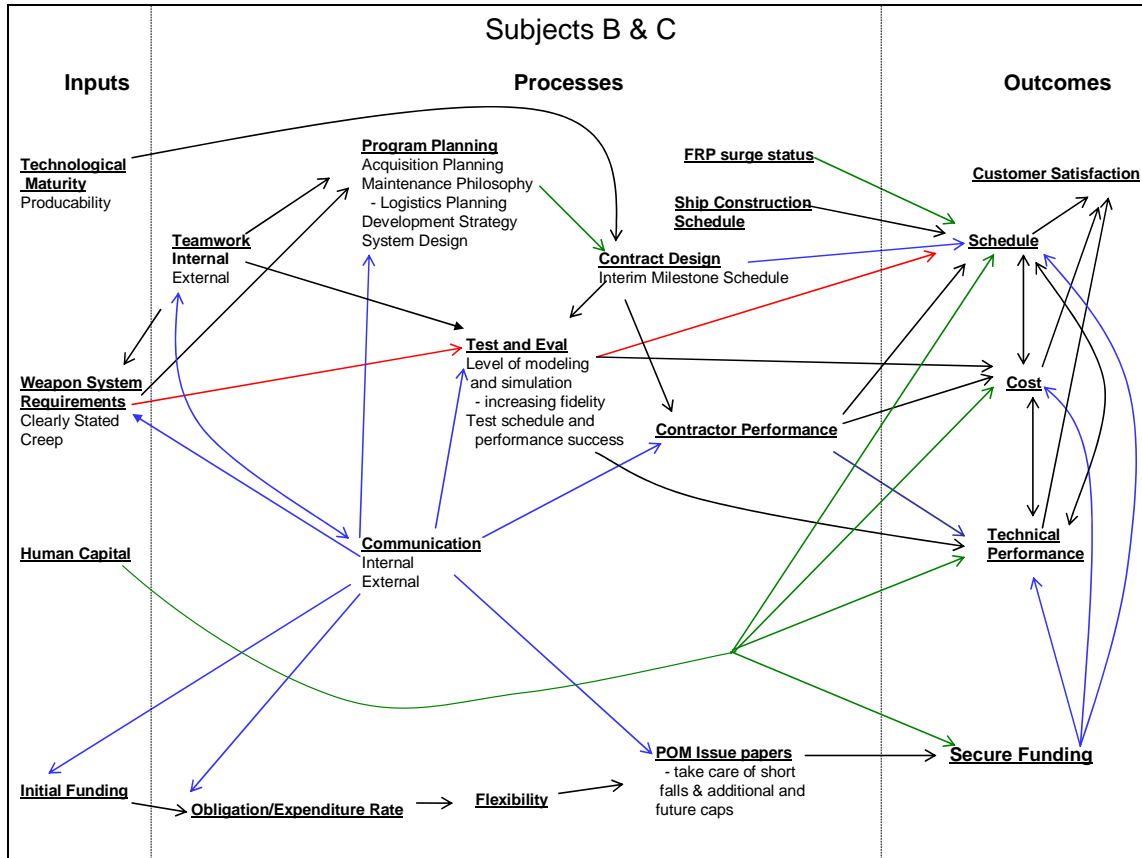 Subjects B & C
Inputs
Processes
Outcomes
Technological
Maturity
Producability
Program Planning
Acquisition Planning
Maintenance Philosophy
- Logistics Planning
Development Strategy
System Design
FRP surge status
Ship Construction
Schedule
Customer Satisfaction
Teamwork
Internal
External
Contract Design
Interim Milestone Schedule
Schedule
Weapon System
Requirements
Clearly Stated
Creep
Test and Eval
Level of modeling
and simulation
- increasing fidelity
Test schedule and
performance success
Contractor Performance
Cost
Human Capital
Communication
Internal
External
Technical
Performance
Initial Funding
Obligation/Expenditure Rate
Flexibility
POM Issue papers
- take care of short
falls & additional and
future caps
Secure Funding